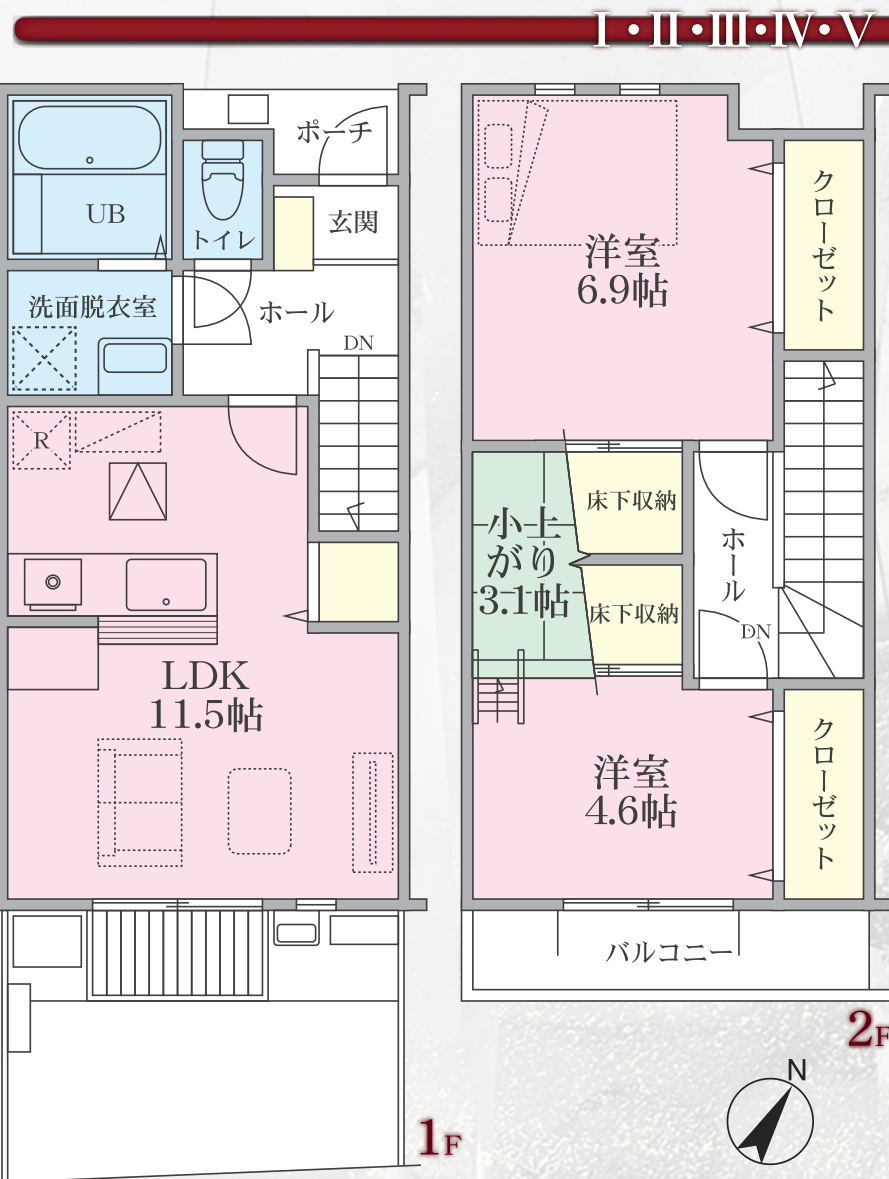 I・II・III・IV・V
ポーチ
UB
トイレ
玄関
洗面脱衣室
ホール
DN
R
LDK
11.5帖
1F
洋室
6.9帖
クローゼット
床下収納
小上
がり
3.1帖
床下収納
ホール
DN
洋室
4.6帖
クローゼット
バルコニー
2F
N